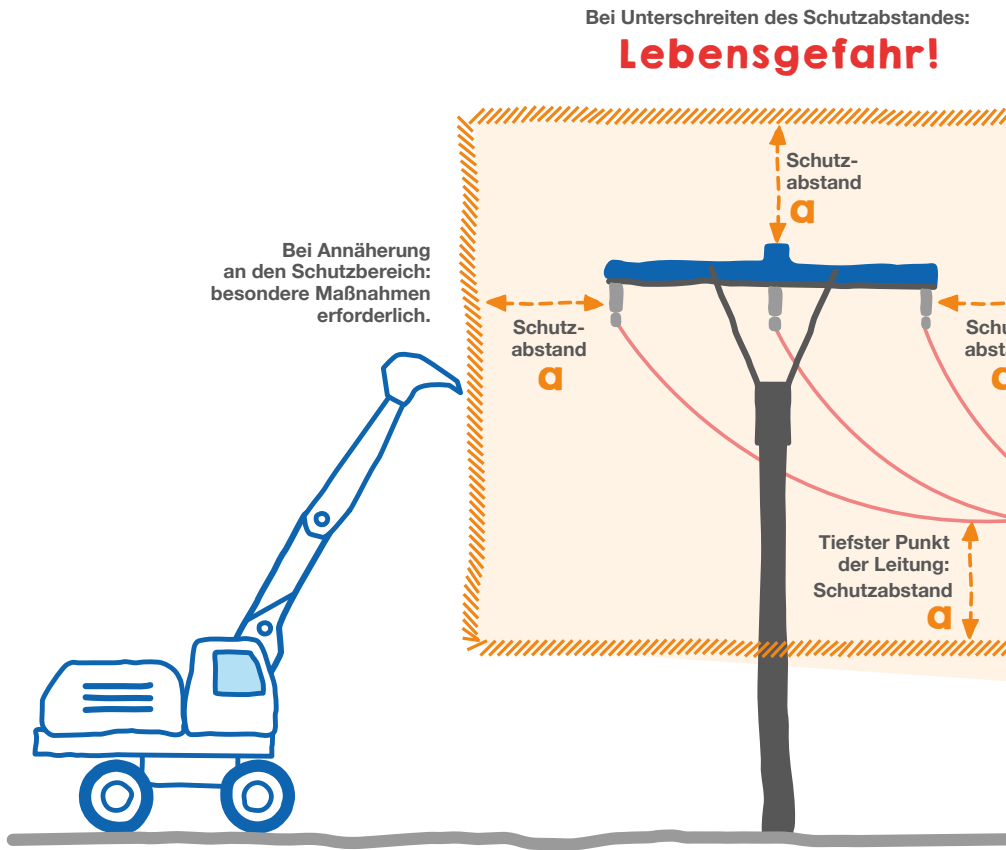 Bei Unterschreiten des Schutzabstandes:
Lebensgefahr!
Schutz-
abstand
a
Bei Annäherung
an den Schutzbereich:
besondere Maßnahmen
erforderlich.
Schutz-
abstand
a
Tiefster Punkt
der Leitung:
Schutzabstand
a